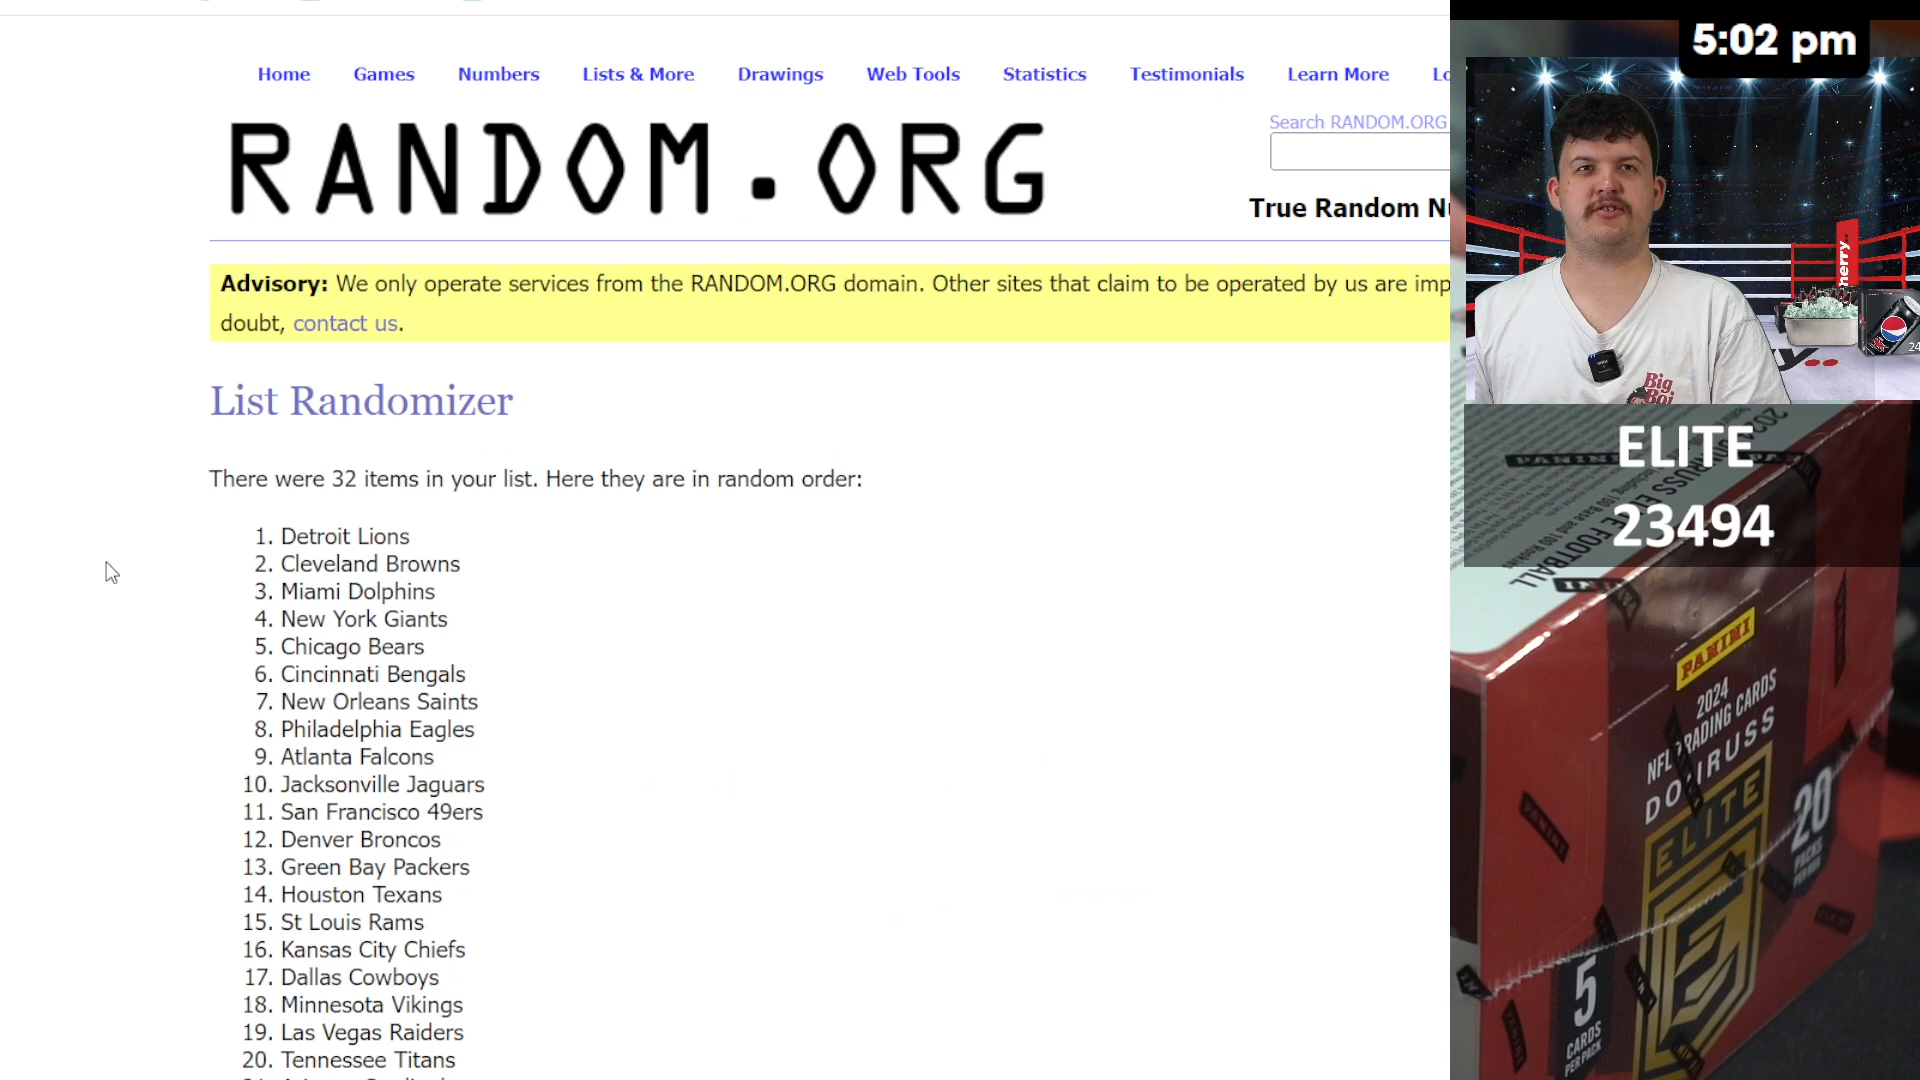 Home Games Numbers Lists & More Drawings Web Tools Statistics Testimonials Learn More
RANDOM.ORG
Search RANDOM.ORG
True Random
Advisory: We only operate services from the RANDOM.ORG domain. Other sites that claim to be operated by us are imp
doubt, contact us.
List Randomizer
There were 32 items in your list. Here they are in random order:
1. Detroit Lions
2. Cleveland Browns
3. Miami Dolphins
4. New York Giants
5. Chicago Bears
6. Cincinnati Bengals
7. New Orleans Saints
8. Philadelphia Eagles
9. Atlanta Falcons
10. Jacksonville Jaguars
11. San Francisco 49ers
12. Denver Broncos
13. Green Bay Packers
14. Houston Texans
15. St Louis Rams
16. Kansas City Chiefs
17. Dallas Cowboys
18. Minnesota Vikings
19. Las Vegas Raiders
20. Tennessee Titans
5:02 pm
herry.
24
Big
Boi
ELITE
23494
PANINI
2024
NFL TRADING CARDS
DONRUSS
ELITE
20
PACKS
PER BOX
5
CARDS
PER PACK